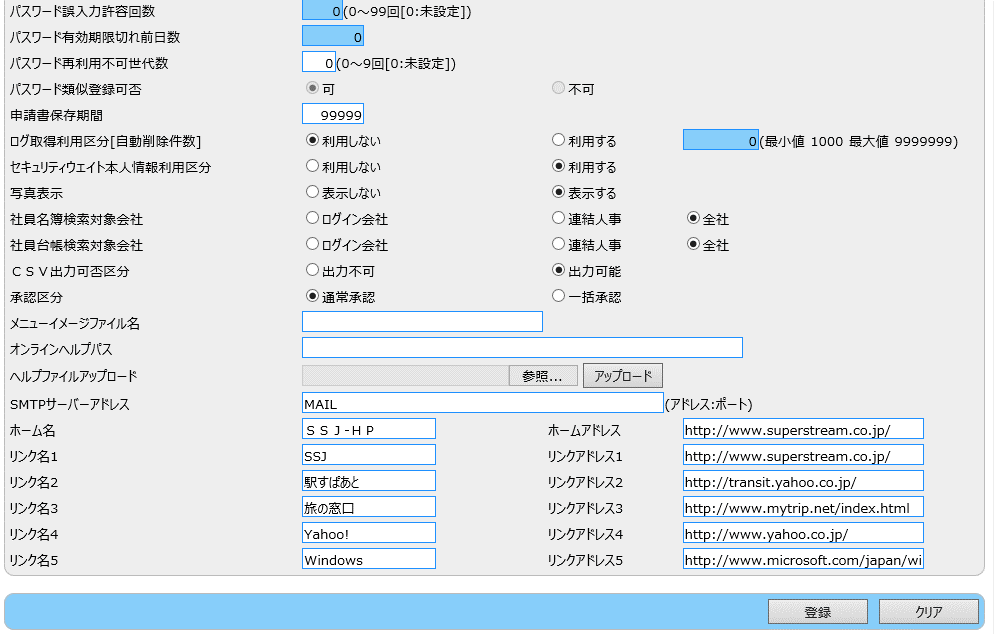 パスワード誤入力許容回数 0 (0～99回[0:未設定])
パスワード有効期限切れ前日数 0
パスワード再利用不可世代数 0 (0～9回[0:未設定])
パスワード類似登録可否 可 不可
申請書保存期間 99999
ログ取得利用区分[自動削除件数] 利用しない 利用する 0 (最小値 1000 最大値 9999999)
セキュリティウェイト本人情報利用区分 利用しない 利用する
写真表示 表示しない 表示する
社員名簿検索対象会社 ログイン会社 連結人事 全社
社員台帳検索対象会社 ログイン会社 連結人事 全社
ＣＳＶ出力可否区分 出力不可 出力可能
承認区分 通常承認 一括承認
メニューイメージファイル名
オンラインヘルプパス
ヘルプファイルアップロード 参照... アップロード
SMTPサーバーアドレス MAIL (アドレス:ポート)
ホーム名 ＳＳＪ-ＨＰ ホームアドレス http://www.superstream.co.jp/
リンク名1 SSJ リンクアドレス1 http://www.superstream.co.jp/
リンク名2 駅すぱあと リンクアドレス2 http://transit.yahoo.co.jp/
リンク名3 旅の窓口 リンクアドレス3 http://www.mytrip.net/index.html
リンク名4 Yahoo! リンクアドレス4 http://www.yahoo.co.jp/
リンク名5 Windows リンクアドレス5 http://www.microsoft.com/japan/wi
登録 クリア